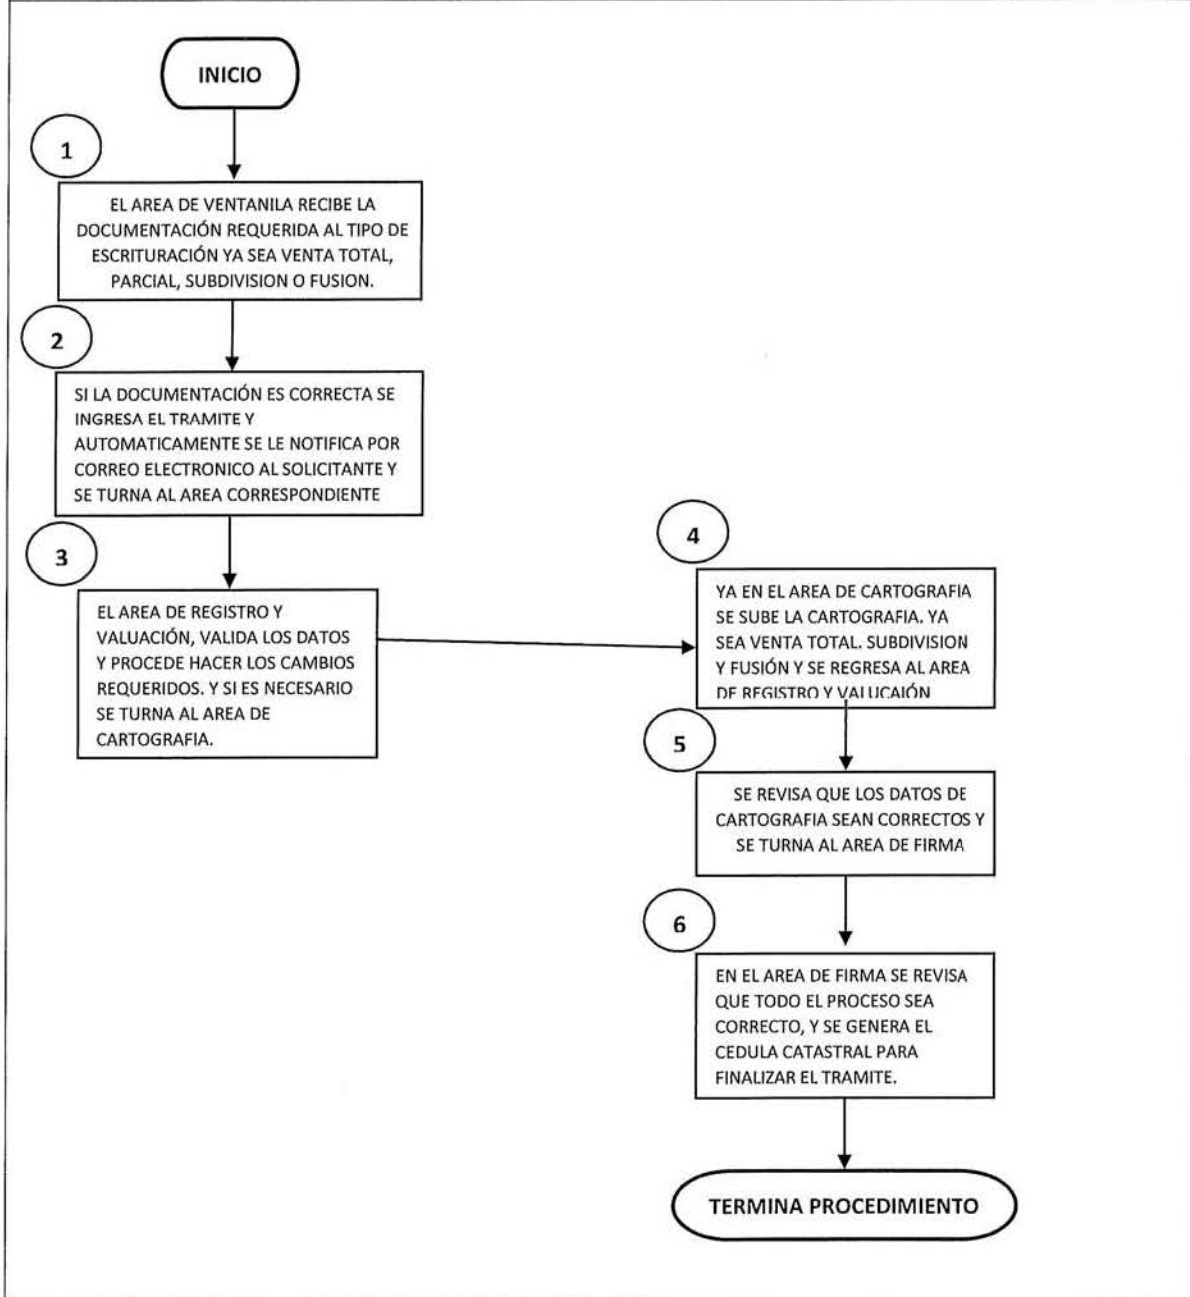 INICIO
1
EL AREA DE VENTANILA RECIBE LA
DOCUMENTACIÓN REQUERIDA AL TIPO DE
ESCRITURACIÓN YA SEA VENTA TOTAL,
PARCIAL, SUBDIVISION O FUSION.
2
SI LA DOCUMENTACIÓN ES CORRECTA SE
INGRESA EL TRAMITE Y
AUTOMATICAMENTE SE LE NOTIFICA POR
CORREO ELECTRONICO AL SOLICITANTE Y
SE TURNA AL AREA CORRESPONDIENTE
3
EL AREA DE REGISTRO Y
VALUACIÓN, VALIDA LOS DATOS
Y PROCEDE HACER LOS CAMBIOS
REQUERIDOS. Y SI ES NECESARIO
SE TURNA AL AREA DE
CARTOGRAFIA.
4
YA EN EL AREA DE CARTOGRAFIA
SE SUBE LA CARTOGRAFIA. YA
SEA VENTA TOTAL. SUBDIVISION
Y FUSIÓN Y SE REGRESA AL AREA
DE REGISTRO Y VALUCAIÓN
5
SE REVISA QUE LOS DATOS DE
CARTOGRAFIA SEAN CORRECTOS Y
SE TURNA AL AREA DE FIRMA
6
EN EL AREA DE FIRMA SE REVISA
QUE TODO EL PROCESO SEA
CORRECTO, Y SE GENERA EL
CEDULA CATASTRAL PARA
FINALIZAR EL TRAMITE.
TERMINA PROCEDIMIENTO